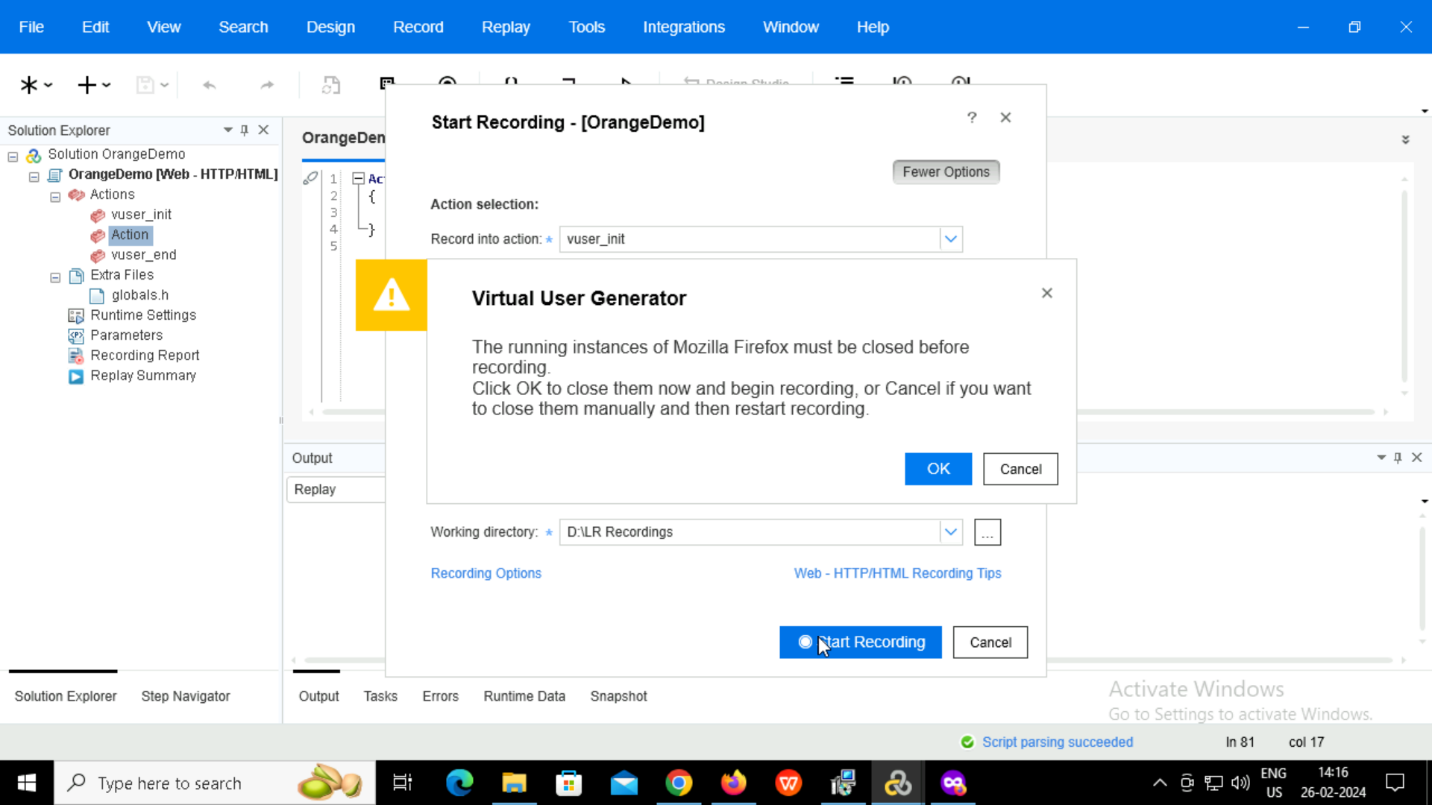 File Edit View Search Design Record Replay Tools Integrations Window Help
Design Studio
Solution Explorer
Solution OrangeDemo
OrangeDemo [Web - HTTP/HTML]
Actions
vuser_init
Action
vuser_end
Extra Files
globals.h
Runtime Settings
Parameters
Recording Report
Replay Summary
1
2 {
3
4 }
5
Start Recording - [OrangeDemo]
?
Fewer Options
Action selection:
Record into action: * vuser_init
Virtual User Generator
The running instances of Mozilla Firefox must be closed before
recording.
Click OK to close them now and begin recording, or Cancel if you want
to close them manually and then restart recording.
OK Cancel
Working directory: * D:\LR Recordings ...
Recording Options Web - HTTP/HTML Recording Tips
Start Recording Cancel
Output
Replay
Solution Explorer Step Navigator Output Tasks Errors Runtime Data Snapshot
Activate Windows
Go to Settings to activate Windows.
Script parsing succeeded ln 81 col 17
Type here to search
ENG
US
14:16
26-02-2024